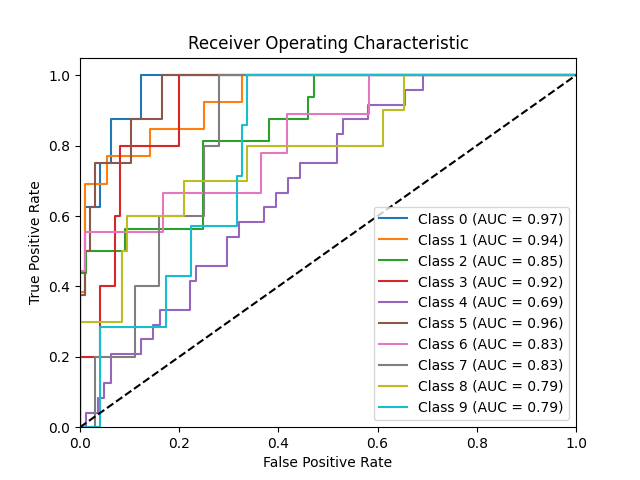 Receiver Operating Characteristic
True Positive Rate
1.0
0.8
0.6
0.4
0.2
0.0
Class 0 (AUC = 0.97)
Class 1 (AUC = 0.94)
Class 2 (AUC = 0.85)
Class 3 (AUC = 0.92)
Class 4 (AUC = 0.69)
Class 5 (AUC = 0.96)
Class 6 (AUC = 0.83)
Class 7 (AUC = 0.83)
Class 8 (AUC = 0.79)
Class 9 (AUC = 0.79)
0.0 0.2 0.4 0.6 0.8 1.0
False Positive Rate